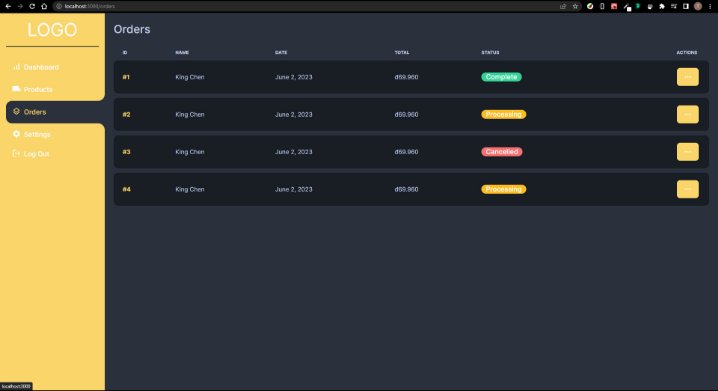 localhost:3000/orders
LOGO
Orders
ID NAME DATE TOTAL STATUS ACTIONS
Dashboard
#1 King Chen June 2, 2023 đ69.960 Complete ...
Products
Orders
#2 King Chen June 2, 2023 đ69.960 Processing ...
Settings
#3 King Chen June 2, 2023 đ69.960 Cancelled ...
Log Out
#4 King Chen June 2, 2023 đ69.960 Processing ...
localhost:3000